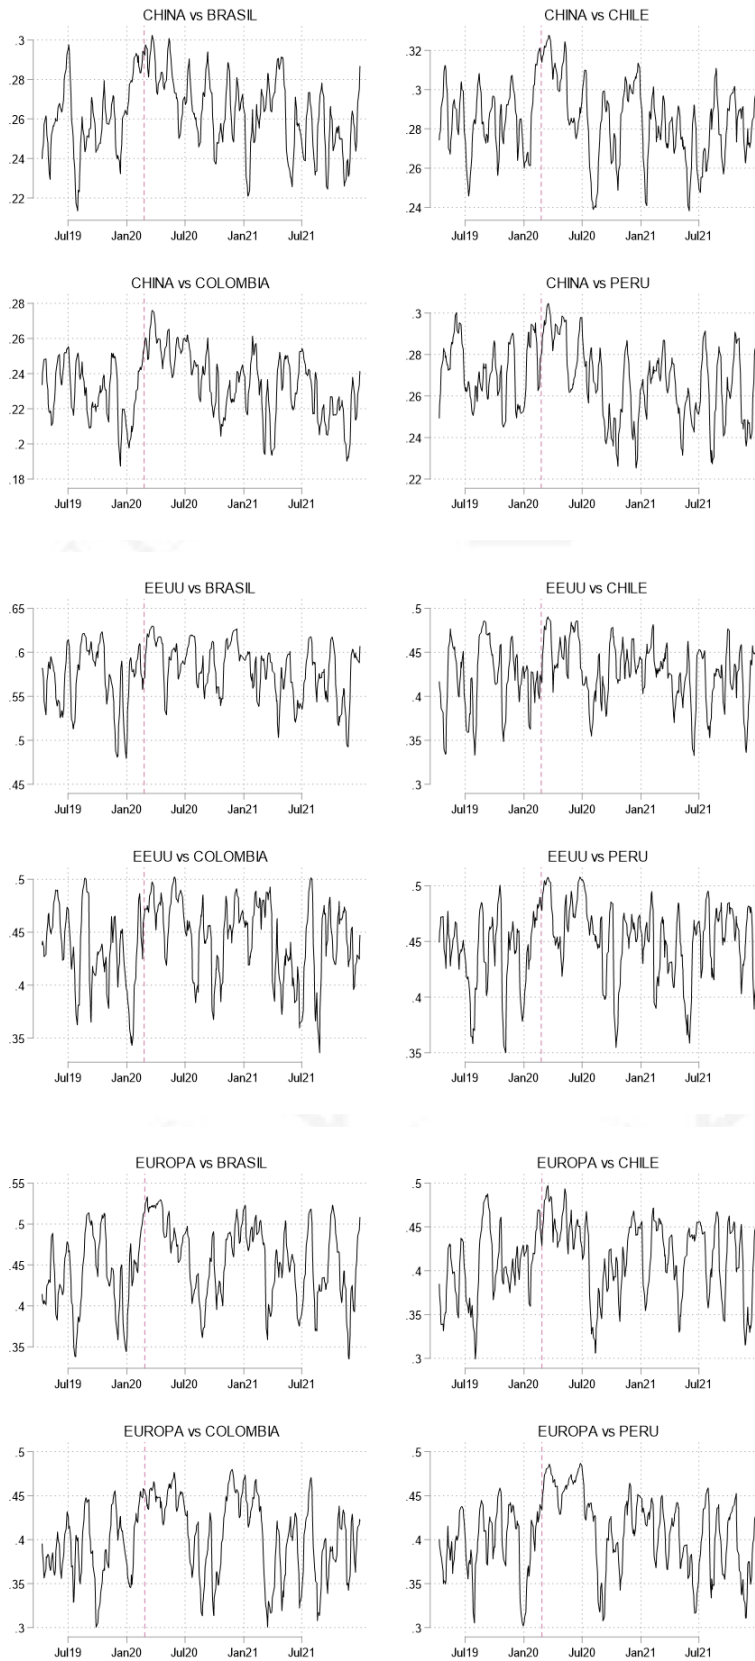 CHINA vs BRASIL
.3
.28
.26
.24
.22
Jul19 Jan20 Jul20 Jan21 Jul21
CHINA vs CHILE
.32
.3
.28
.26
.24
Jul19 Jan20 Jul20 Jan21 Jul21
CHINA vs COLOMBIA
.28
.26
.24
.22
.2
.18
Jul19 Jan20 Jul20 Jan21 Jul21
CHINA vs PERU
.3
.28
.26
.24
.22
Jul19 Jan20 Jul20 Jan21 Jul21
EEUU vs BRASIL
.65
.6
.55
.5
.45
Jul19 Jan20 Jul20 Jan21 Jul21
EEUU vs CHILE
.5
.45
.4
.35
.3
Jul19 Jan20 Jul20 Jan21 Jul21
EEUU vs COLOMBIA
.5
.45
.4
.35
Jul19 Jan20 Jul20 Jan21 Jul21
EEUU vs PERU
.5
.45
.4
.35
Jul19 Jan20 Jul20 Jan21 Jul21
EUROPA vs BRASIL
.55
.5
.45
.4
.35
Jul19 Jan20 Jul20 Jan21 Jul21
EUROPA vs CHILE
.5
.45
.4
.35
.3
Jul19 Jan20 Jul20 Jan21 Jul21
EUROPA vs COLOMBIA
.5
.45
.4
.35
.3
Jul19 Jan20 Jul20 Jan21 Jul21
EUROPA vs PERU
.5
.45
.4
.35
.3
Jul19 Jan20 Jul20 Jan21 Jul21